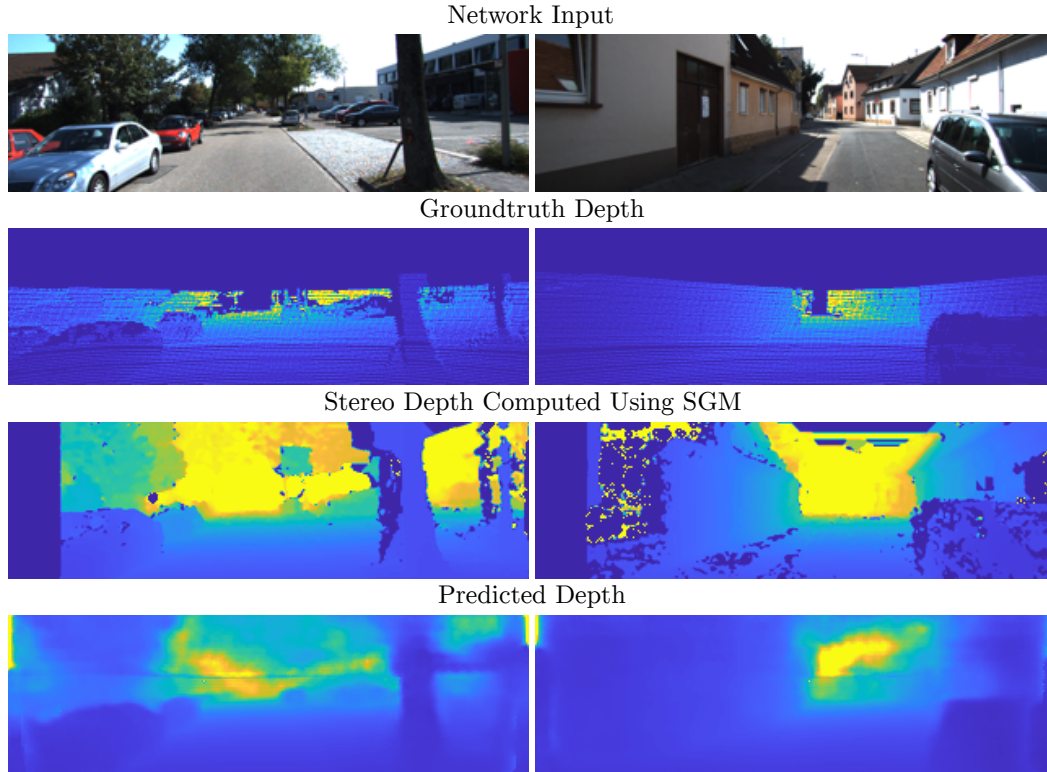 Network Input
Groundtruth Depth
Stereo Depth Computed Using SGM
Predicted Depth